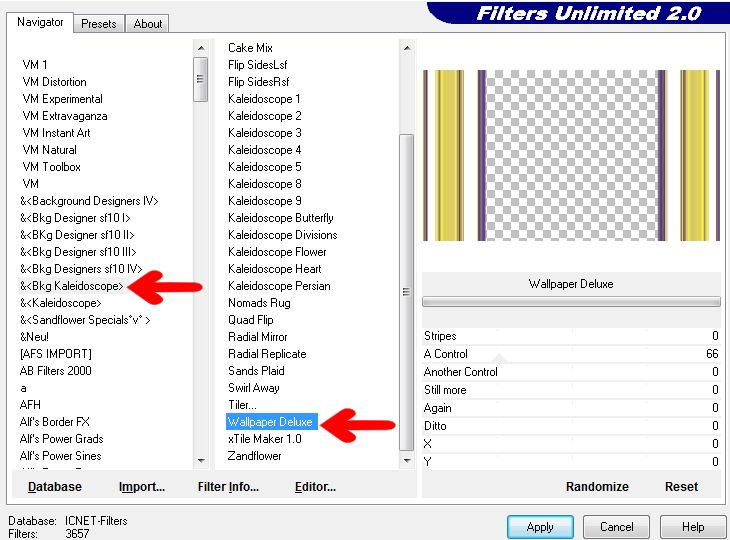 Filters Unlimited 2.0
Navigator
Presets
About
VM 1
VM Distortion
VM Experimental
VM Extravaganza
VM Instant Art
VM Natural
VM Toolbox
VM
&<Background Designers IV>
&<BKg Designer sf10 I>
&<BKg Designer sf10 II>
&<Bkg Designer sf10 III>
&<Bkg Designers sf10 IV>
&<Bkg Kaleidoscope>
&<Kaleidoscope>
&<Sandflower Specials°v° >
&Neu!
[AFS IMPORT]
AB Filters 2000
a
AFH
Alf's Border FX
Alf's Power Grads
Alf's Power Sines
Cake Mix
Flip SidesLsf
Flip SidesRsf
Kaleidoscope 1
Kaleidoscope 2
Kaleidoscope 3
Kaleidoscope 4
Kaleidoscope 5
Kaleidoscope 8
Kaleidoscope 9
Kaleidoscope Butterfly
Kaleidoscope Divisions
Kaleidoscope Flower
Kaleidoscope Heart
Kaleidoscope Persian
Nomads Rug
Quad Flip
Radial Mirror
Radial Replicate
Sands Plaid
Swirl Away
Tiler...
Wallpaper Deluxe
xTile Maker 1.0
Zandflower
Wallpaper Deluxe
Stripes 0
A Control 66
Another Control 0
Still more 0
Again 0
Ditto 0
X 0
Y 0
Database
Import...
Filter Info...
Editor...
Randomize
Reset
Database: ICNET-Filters
Filters: 3657
Apply
Cancel
Help